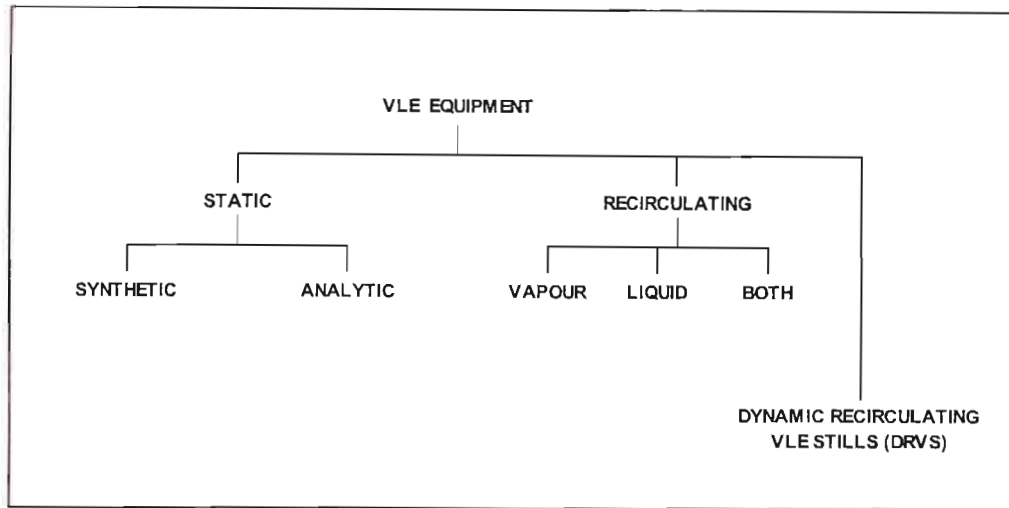 VLE EQUIPMENT
STATIC
RECIRCULATING
SYNTHETIC
ANALYTIC
VAPOUR
LIQUID
BOTH
DYNAMIC RECIRCULATING
VLE STILLS (DRVS)